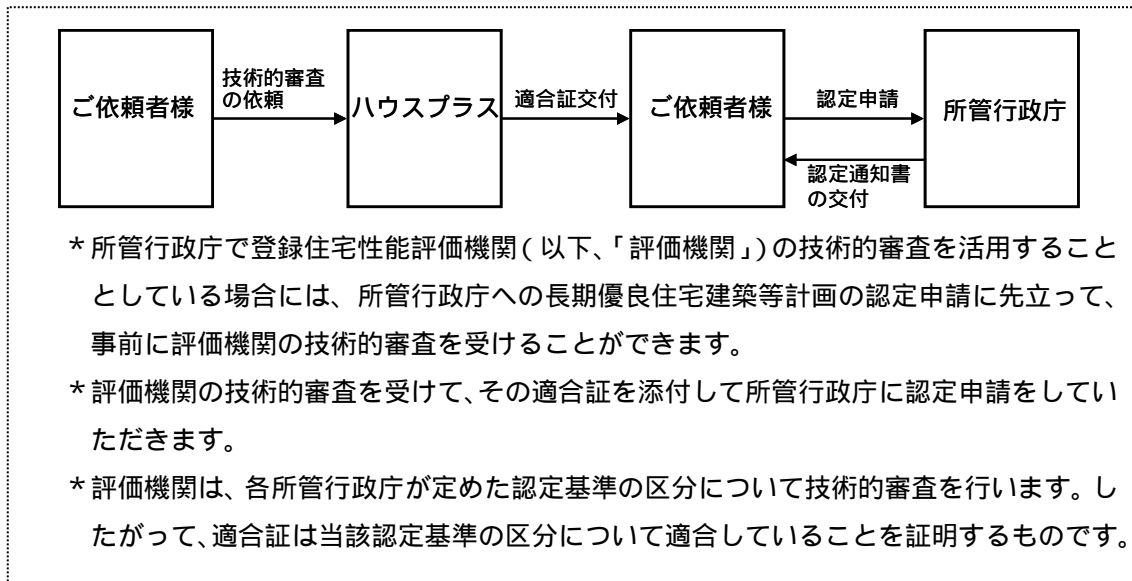 ご依頼者様
技術的審査
の依頼
ハウスプラス
適合証交付
ご依頼者様
認定申請
認定通知書
の交付
所管行政庁
*所管行政庁で登録住宅性能評価機関(以下、「評価機関」)の技術的審査を活用すること
としている場合には、所管行政庁への長期優良住宅建築等計画の認定申請に先立って、
事前に評価機関の技術的審査を受けることができます。
*評価機関の技術的審査を受けて、その適合証を添付して所管行政庁に認定申請をしてい
ただきます。
*評価機関は、各所管行政庁が定めた認定基準の区分について技術的審査を行います。し
たがって、適合証は当該認定基準の区分について適合していることを証明するものです。